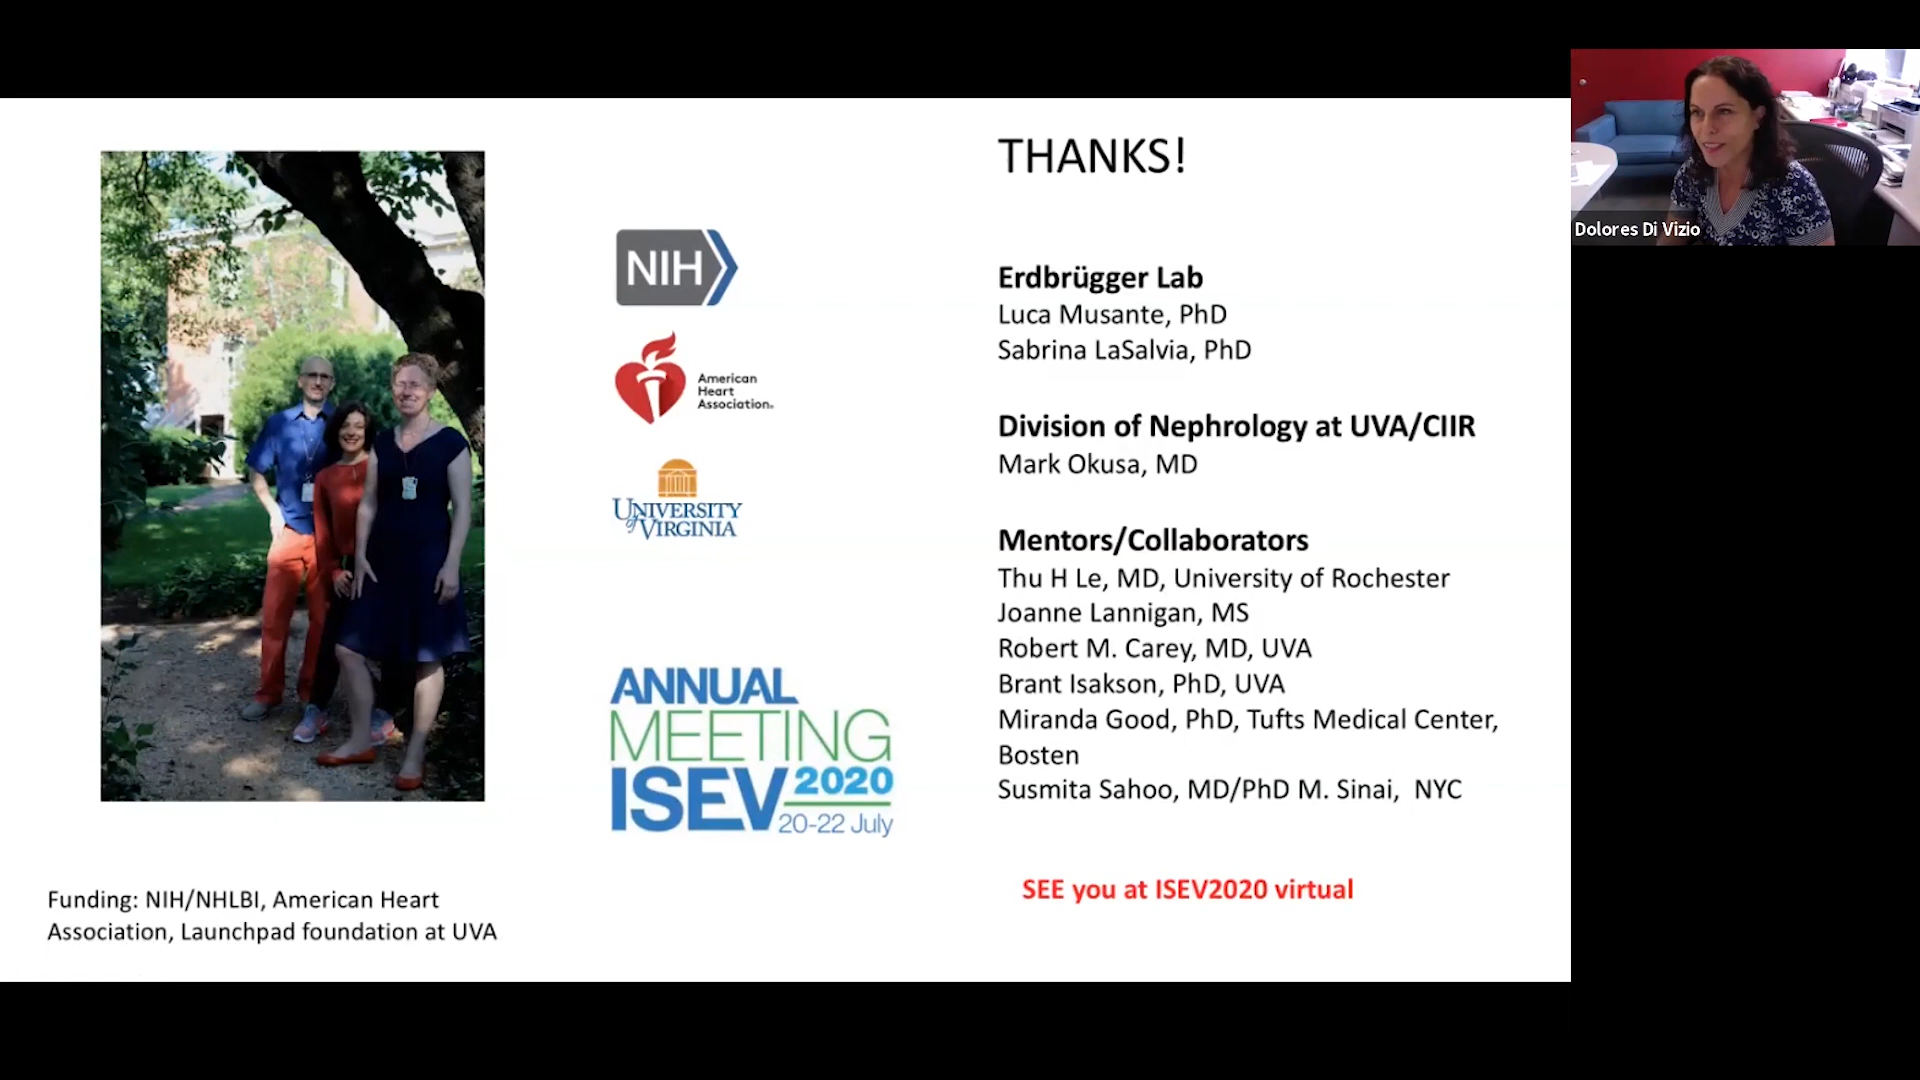 THANKS!
NIH
American
Heart
Association®
UNIVERSITY
of VIRGINIA
ANNUAL
MEETING
ISEV 2020
20-22 July
Erdbrügger Lab
Luca Musante, PhD
Sabrina LaSalvia, PhD
Division of Nephrology at UVA/CIIR
Mark Okusa, MD
Mentors/Collaborators
Thu H Le, MD, University of Rochester
Joanne Lannigan, MS
Robert M. Carey, MD, UVA
Brant Isakson, PhD, UVA
Miranda Good, PhD, Tufts Medical Center,
Bosten
Susmita Sahoo, MD/PhD M. Sinai,  NYC
SEE you at ISEV2020 virtual
Funding: NIH/NHLBI, American Heart
Association, Launchpad foundation at UVA
Dolores Di Vizio